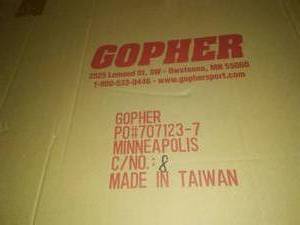 GOPHER
2525 Lemond St. SW - Owatonna, MN 55060
1-800-533-0446 - www.gophersport.com
GOPHER
PO#707123-7
MINNEAPOLIS
C/NO.: 8
MADE IN TAIWAN